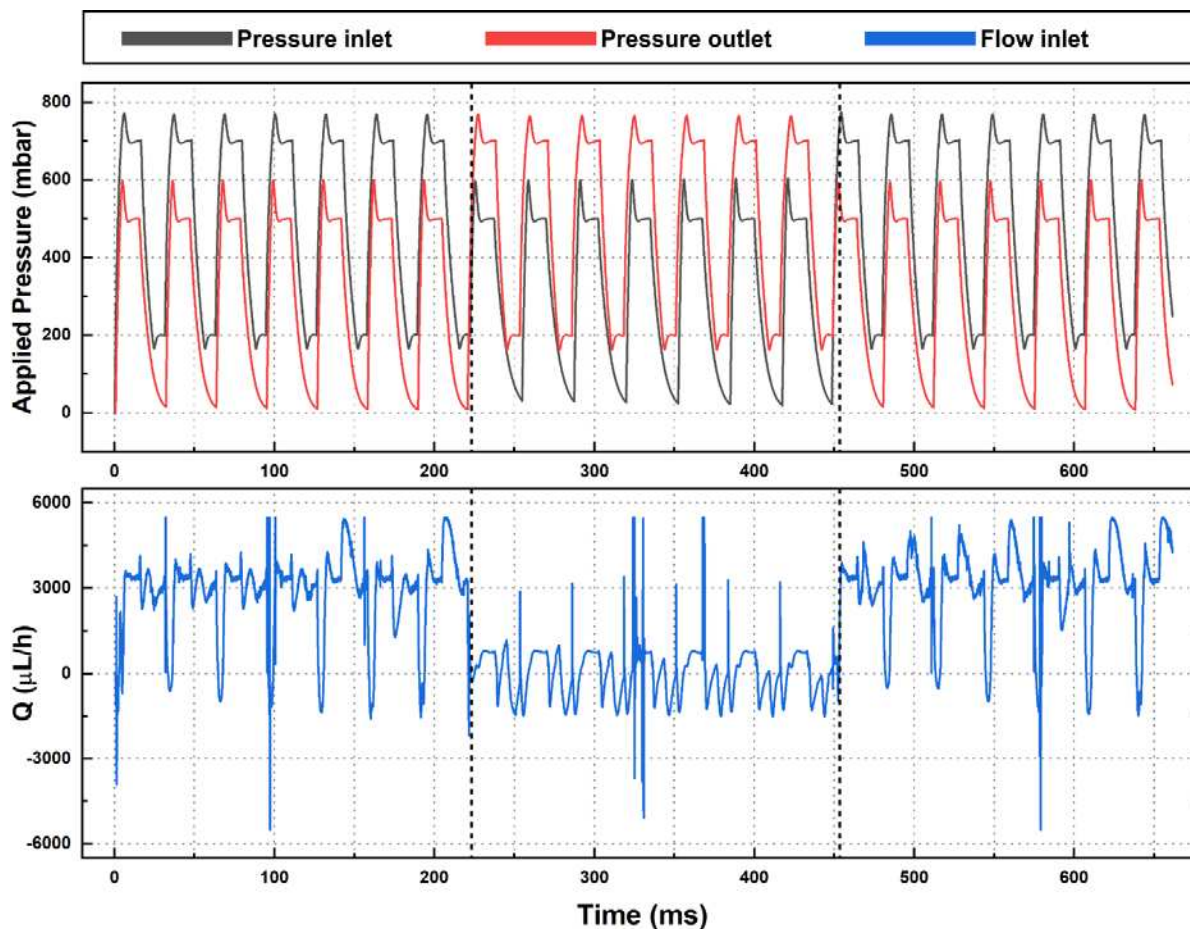 Pressure inlet Pressure outlet Flow inlet
Applied Pressure (mbar)
800
600
400
200
0
0 100 200 300 400 500 600
Q (μL/h)
6000
3000
0
-3000
-6000
0 100 200 300 400 500 600
Time (ms)